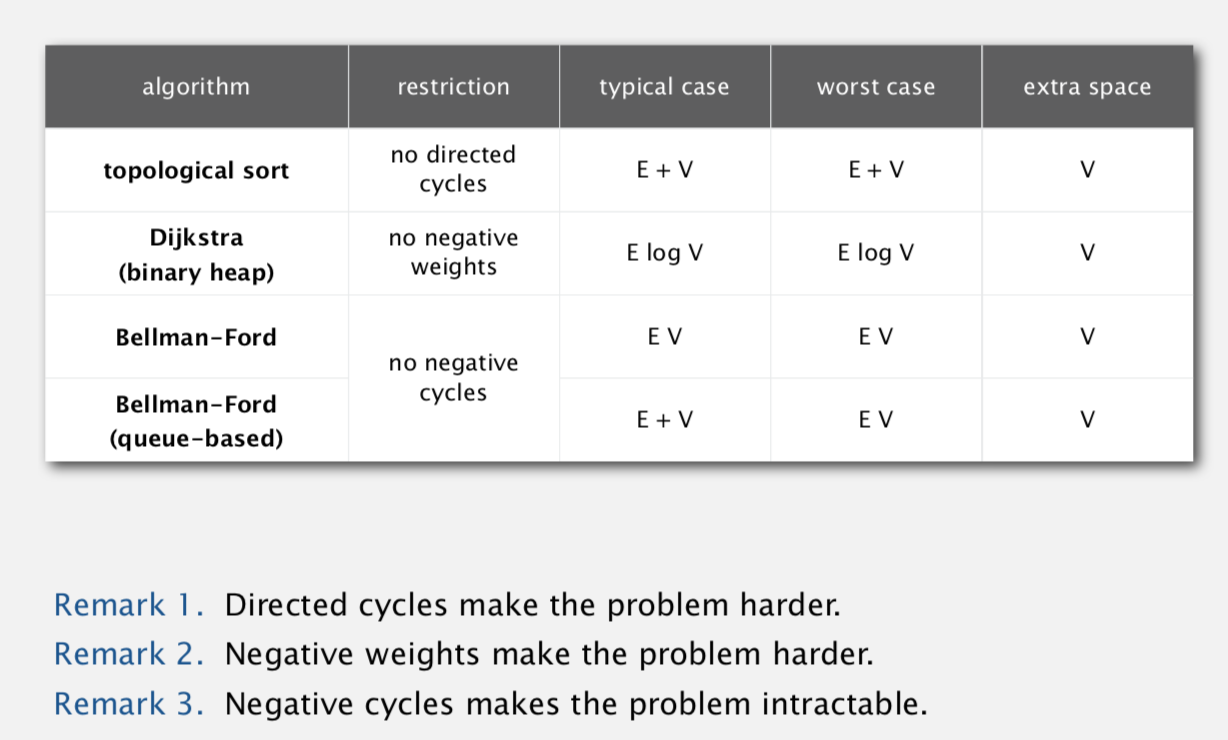 algorithm restriction typical case worst case extra space
topological sort no directed cycles E + V E + V V
Dijkstra (binary heap) no negative weights E log V E log V V
Bellman–Ford no negative cycles E V E V V
Bellman–Ford (queue–based) E + V E V V
Remark 1. Directed cycles make the problem harder.
Remark 2. Negative weights make the problem harder.
Remark 3. Negative cycles makes the problem intractable.